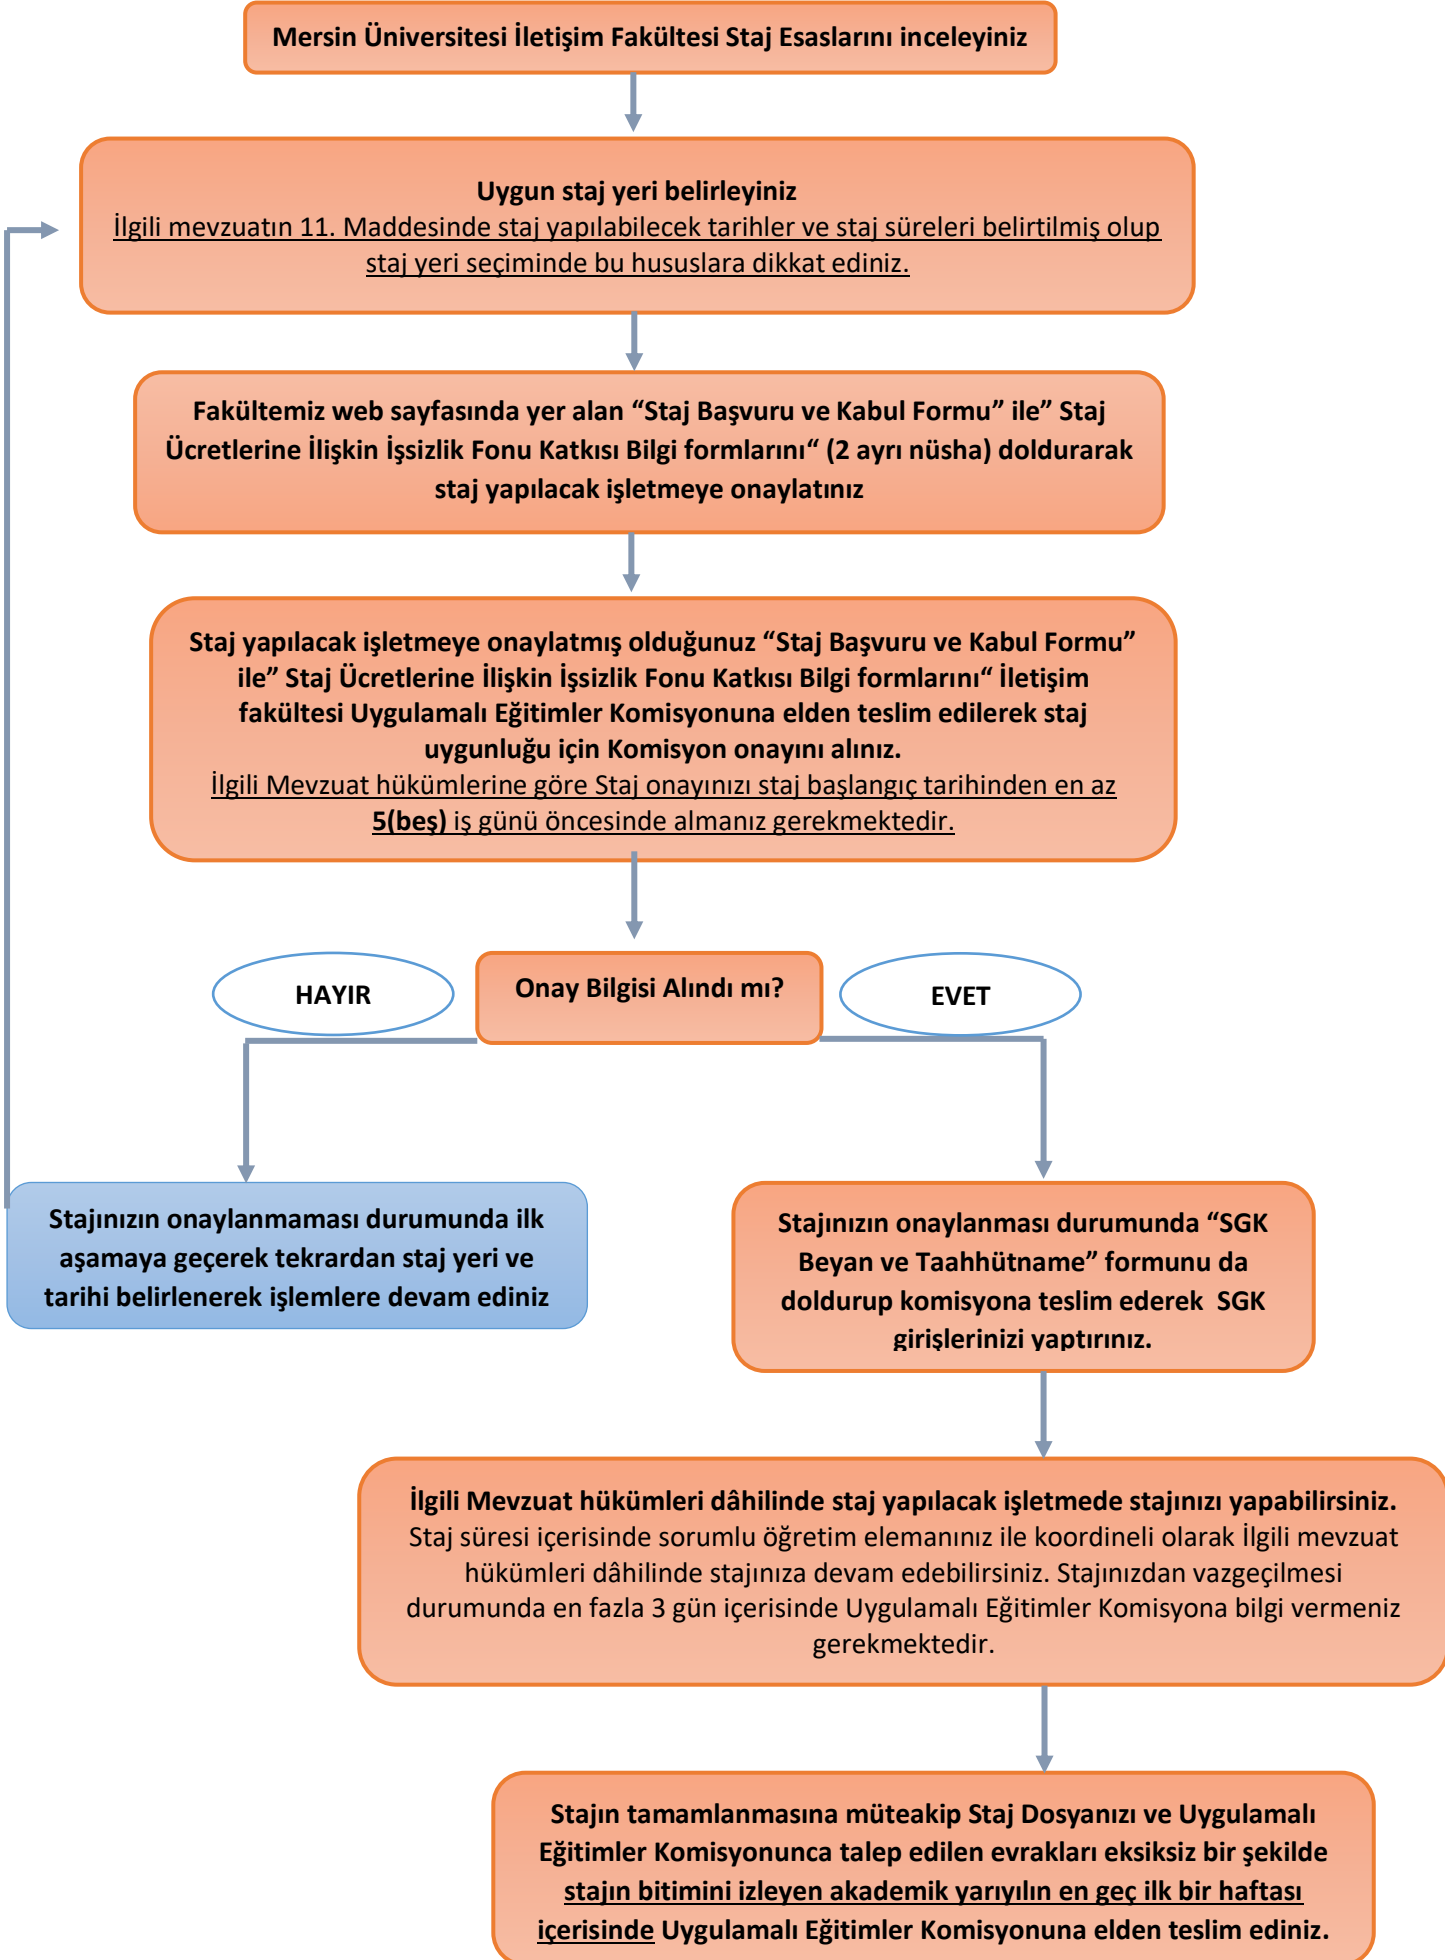 Mersin Üniversitesi İletişim Fakültesi Staj Esaslarını inceleyiniz
Uygun staj yeri belirleyiniz
İlgili mevzuatın 11. Maddesinde staj yapılabilecek tarihler ve staj süreleri belirtilmiş olup
staj yeri seçiminde bu hususlara dikkat ediniz.
Fakültemiz web sayfasında yer alan “Staj Başvuru ve Kabul Formu” ile” Staj
Ücretlerine İlişkin İşsizlik Fonu Katkısı Bilgi formlarını“ (2 ayrı nüsha) doldurarak
staj yapılacak işletmeye onaylatınız
Staj yapılacak işletmeye onaylatmış olduğunuz “Staj Başvuru ve Kabul Formu”
ile” Staj Ücretlerine İlişkin İşsizlik Fonu Katkısı Bilgi formlarını“ İletişim
fakültesi Uygulamalı Eğitimler Komisyonuna elden teslim edilerek staj
uygunluğu için Komisyon onayını alınız.
İlgili Mevzuat hükümlerine göre Staj onayınızı staj başlangıç tarihinden en az
5(beş) iş günü öncesinde almanız gerekmektedir.
HAYIR
Onay Bilgisi Alındı mı?
EVET
Stajınızın onaylanmaması durumunda ilk
aşamaya geçerek tekrardan staj yeri ve
tarihi belirlenerek işlemlere devam ediniz
Stajınızın onaylanması durumunda “SGK
Beyan ve Taahhütname” formunu da
doldurup komisyona teslim ederek  SGK
girişlerinizi yaptırınız.
İlgili Mevzuat hükümleri dâhilinde staj yapılacak işletmede stajınızı yapabilirsiniz.
Staj süresi içerisinde sorumlu öğretim elemanınız ile koordineli olarak İlgili mevzuat
hükümleri dâhilinde stajınıza devam edebilirsiniz. Stajınızdan vazgeçilmesi
durumunda en fazla 3 gün içerisinde Uygulamalı Eğitimler Komisyona bilgi vermeniz
gerekmektedir.
Stajın tamamlanmasına müteakip Staj Dosyanızı ve Uygulamalı
Eğitimler Komisyonunca talep edilen evrakları eksiksiz bir şekilde
stajın bitimini izleyen akademik yarıyılın en geç ilk bir haftası
içerisinde Uygulamalı Eğitimler Komisyonuna elden teslim ediniz.